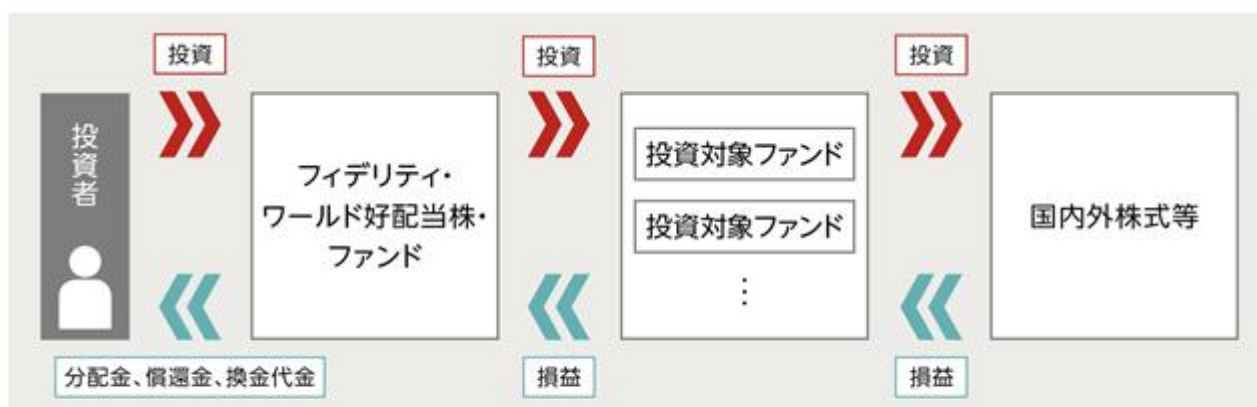 投資
投資
投資
投資者
フィデリティ・
ワールド好配当株・
ファンド
投資対象ファンド
投資対象ファンド
⋮
国内外株式等
分配金、償還金、換金代金
損益
損益